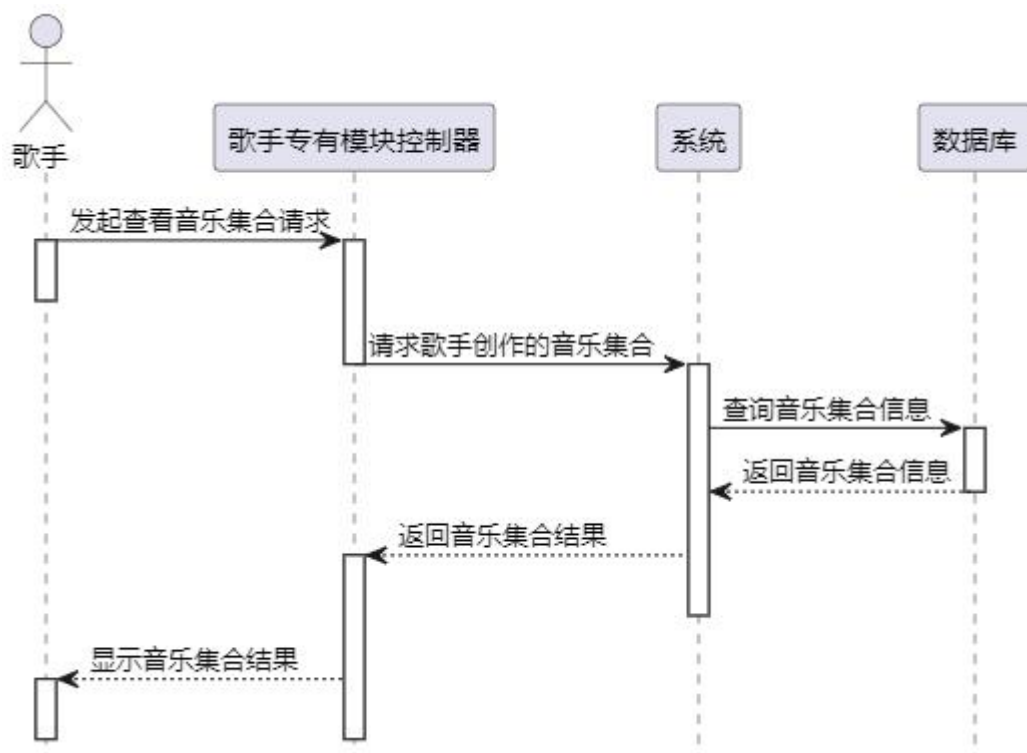 歌手
歌手专有模块控制器
系统
数据库
发起查看音乐集合请求
请求歌手创作的音乐集合
查询音乐集合信息
返回音乐集合信息
返回音乐集合结果
显示音乐集合结果